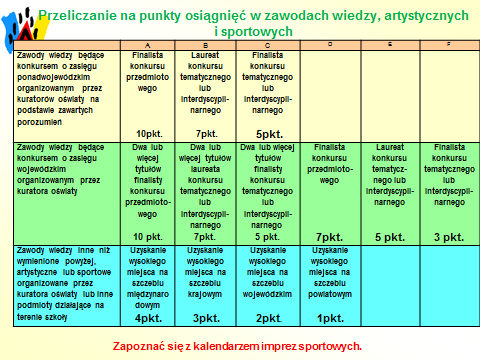 Przeliczanie na punkty osiągnięć w zawodach wiedzy, artystycznych
i sportowych
A B C D E F
Zawody wiedzy będące
konkursem o zasięgu
ponadwojewódzkim
organizowanym przez
kuratorów oświaty na
podstawie zawartych
porozumień
Finalista
konkursu
przedmioto
wego
10pkt.
Laureat
konkursu
tematycznego
lub
interdyscypli-
narnego
7pkt.
Finalista
konkursu
tematycznego
lub
interdyscypli-
narnego
5pkt.
Zawody wiedzy będące
konkursem o zasięgu
wojewódzkim
organizowanym przez
kuratora oświaty
Dwa lub
więcej
tytułów
finalisty
konkursu
przedmioto-
wego
10 pkt.
Dwa lub
więcej tytułów
laureata
konkursu
tematycznego
lub
interdyscypli-
narnego
7pkt.
Dwa lub więcej
tytułów
finalisty
konkursu
tematycznego
lub
interdyscypli-
narnego
5 pkt.
Finalista
konkursu
przedmioto-
wego
7pkt.
Laureat
konkursu
tematycz-
nego lub
interdyscypli-
narnego
5 pkt.
Finalista
konkursu
tematycznego
lub
interdyscypli-
narnego
3 pkt.
Zawody wiedzy inne niż
wymienione powyżej,
artystyczne lub sportowe
organizowane przez
kuratora oświaty lub inne
podmioty działające na
terenie szkoły
Uzyskanie
wysokiego
miejsca na
szczeblu
międzynaro
dowym
4pkt.
Uzyskanie
wysokiego
miejsca na
szczeblu
krajowym
3pkt.
Uzyskanie
wysokiego
miejsca na
szczeblu
wojewódzkim
2pkt.
Uzyskanie
wysokiego
miejsca na
szczeblu
powiatowym
1pkt.
Zapoznać się z kalendarzem imprez sportowych.